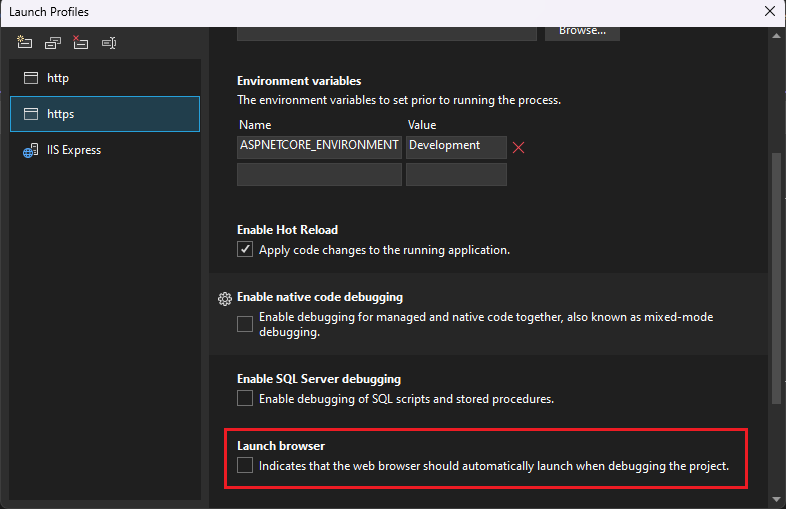 Launch Profiles
http
https
IIS Express
Browse...
Environment variables
The environment variables to set prior to running the process.
Name Value
ASPNETCORE_ENVIRONMENT Development
Enable Hot Reload
Apply code changes to the running application.
Enable native code debugging
Enable debugging for managed and native code together, also known as mixed-mode
debugging.
Enable SQL Server debugging
Enable debugging of SQL scripts and stored procedures.
Launch browser
Indicates that the web browser should automatically launch when debugging the project.